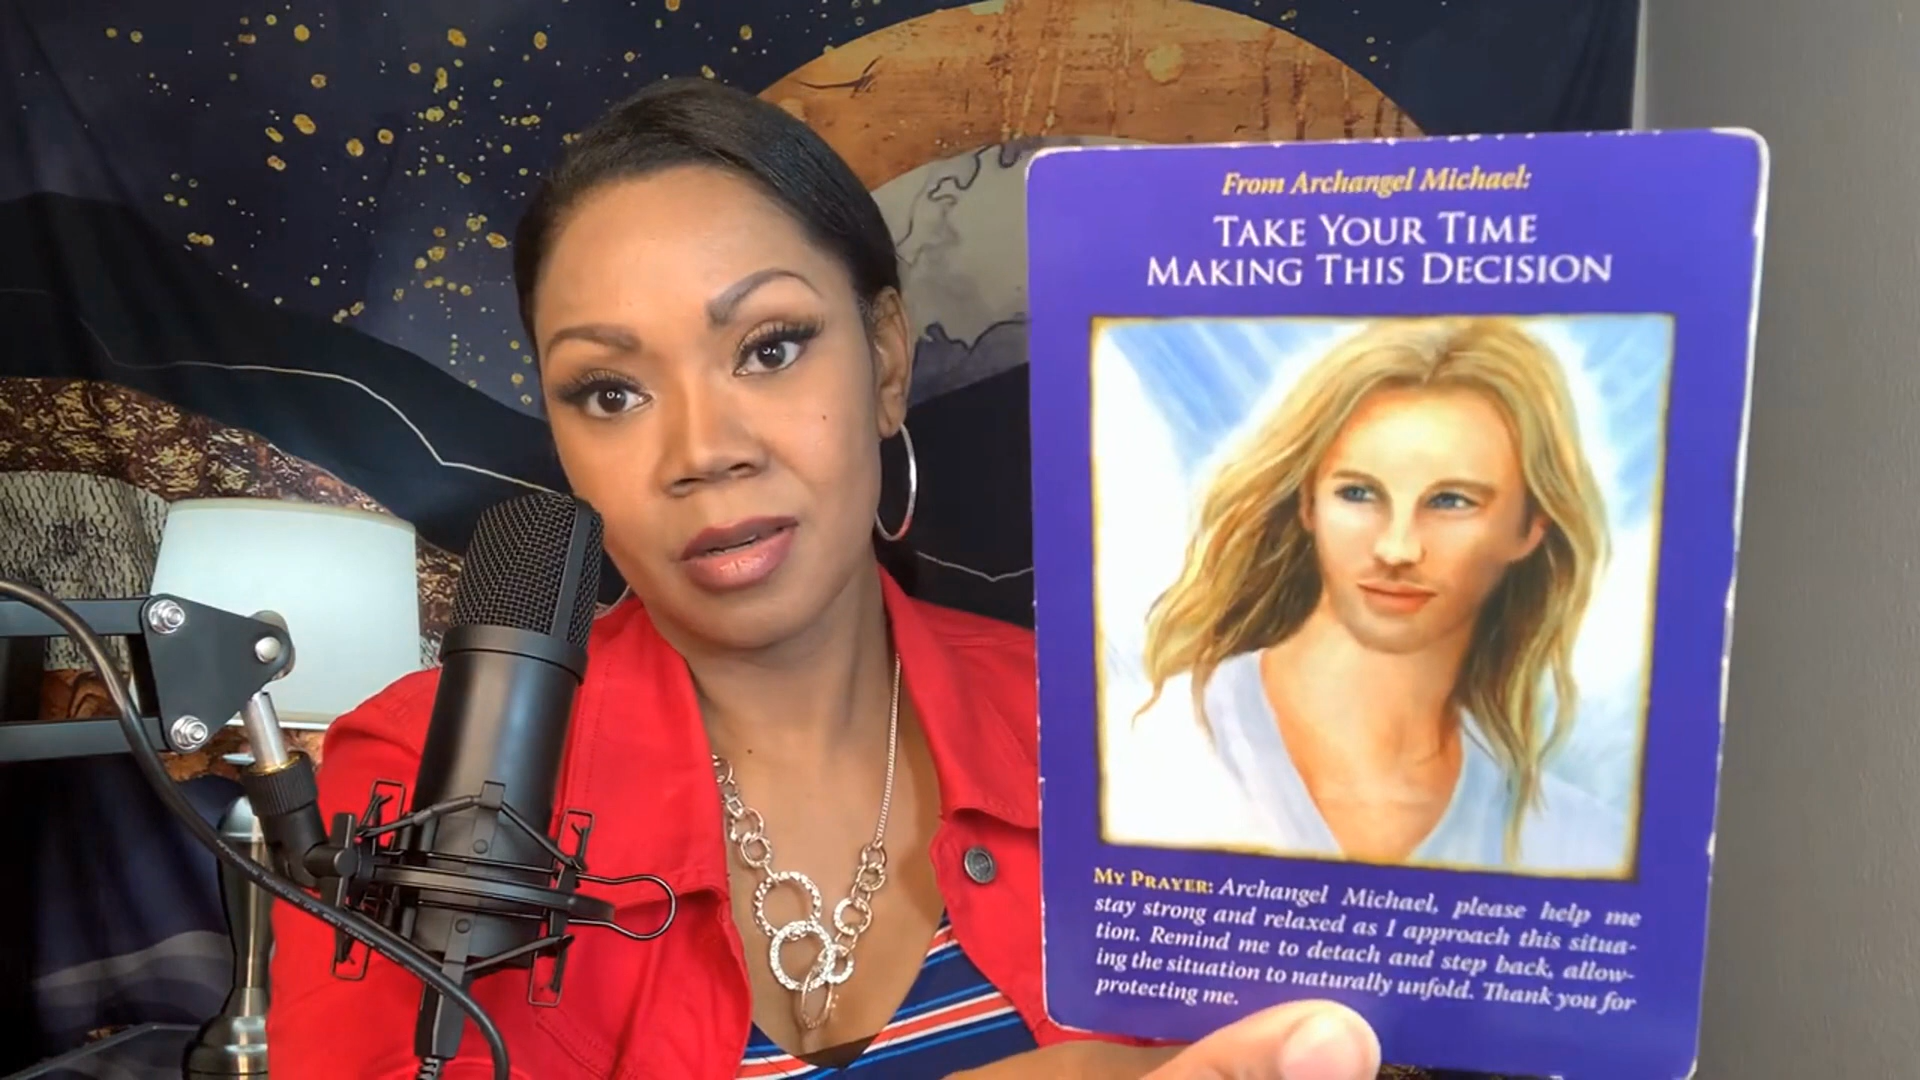 From Archangel Michael:
TAKE YOUR TIME
MAKING THIS DECISION
MY PRAYER: Archangel Michael, please help me
stay strong and relaxed as I approach this situa-
tion. Remind me to detach and step back, allow-
ing the situation to naturally unfold. Thank you for
protecting me.